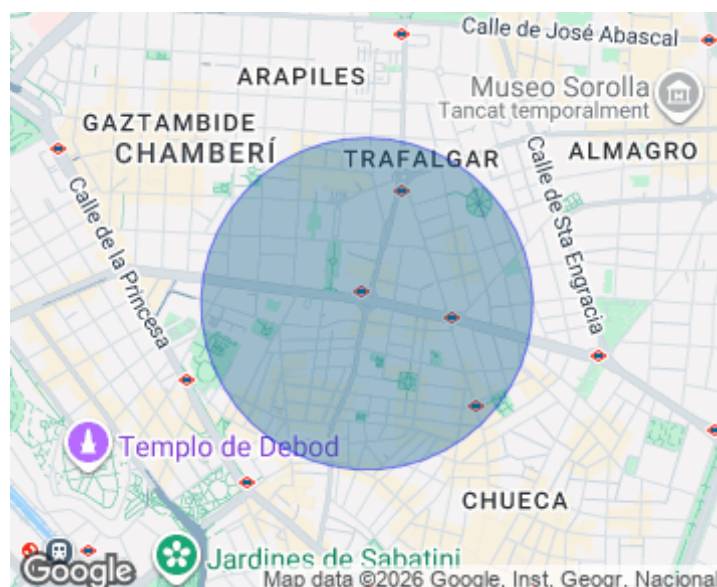 Calle de José Abascal
ARAPILES
Museo Sorolla
Tancat temporalment
GAZTAMBIDE
CHAMBERÍ
TRAFALGAR
ALMAGRO
Calle de Sta Engracia
Calle de la Princesa
Templo de Debod
CHUECA
Jardines de Sabatini
Google
Map data ©2026 Google, Inst. Geogr. Nacional